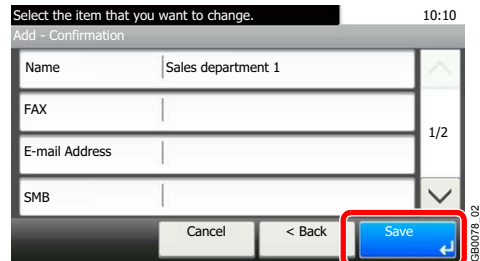 Select the item that you want to change. 10:10
Add - Confirmation
Name Sales department 1
FAX
1/2
E-mail Address
SMB
Cancel < Back Save
GB0078_02